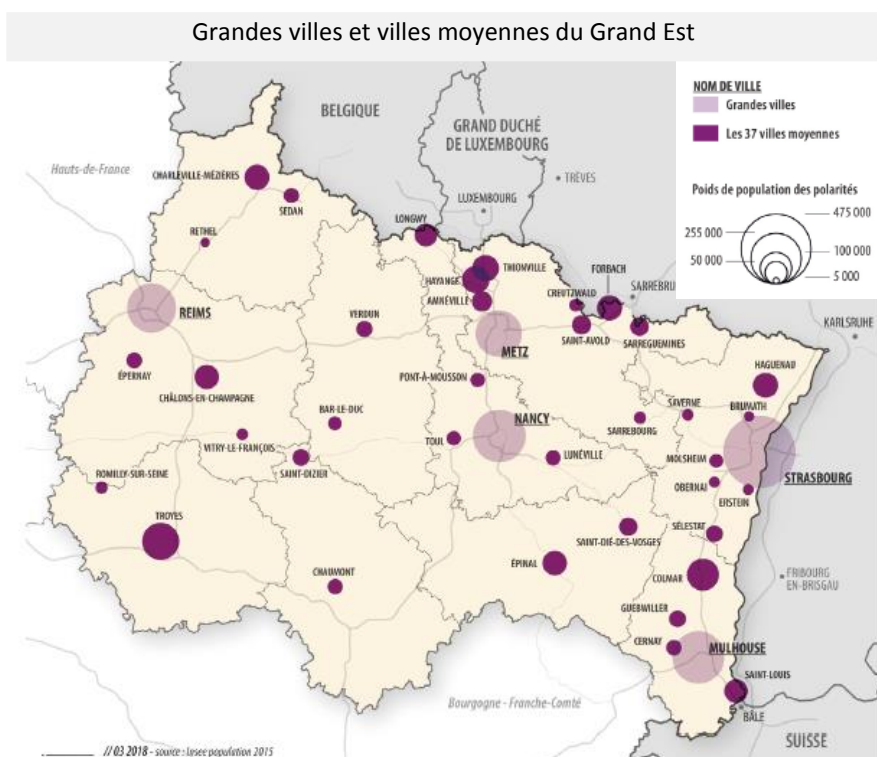 Grandes villes et villes moyennes du Grand Est
NOM DE VILLE
Grandes villes
Les 37 villes moyennes
Poids de population des polarités
475 000
255 000
100 000
50 000
5 000
BELGIQUE
GRAND DUCHÉ
DE LUXEMBOURG
Hauts-de-France
TRÈVES
LUXEMBOURG
CHARLEVILLE-MÉZIÈRES
SEDAN
RETHEL
LONGWY
THIONVILLE
HAYANGE
AMNÉVILLE
FORBACH
CREUTZWALD
SARREBRU
KARLSRUHE
REIMS
VERDUN
METZ
SAINT-AVOLD
SARREGUEMINES
ÉPERNAY
CHÂLONS-EN-CHAMPAGNE
PONT-À-MOUSSON
HAGUENAU
BAR-LE-DUC
SAVERNE
BRUMATH
NANCY
SARREBOURG
VITRY-LE-FRANÇOIS
TOUL
LUNÉVILLE
SAINT-DIZIER
MOLSHEIM
STRASBOURG
ROMILLY-SUR-SEINE
OBERNAI
ERSTEIN
TROYES
SAINT-DIÉ-DES-VOSGES
SÉLESTAT
CHAUMONT
ÉPINAL
COLMAR
FRIBOURG
EN-BRISGAU
GUEBWILLER
CERNAY
MULHOUSE
SAINT-LOUIS
Bourgogne - Franche-Comté
BÂLE
SUISSE
// 03 2018 - source : Insee population 2015